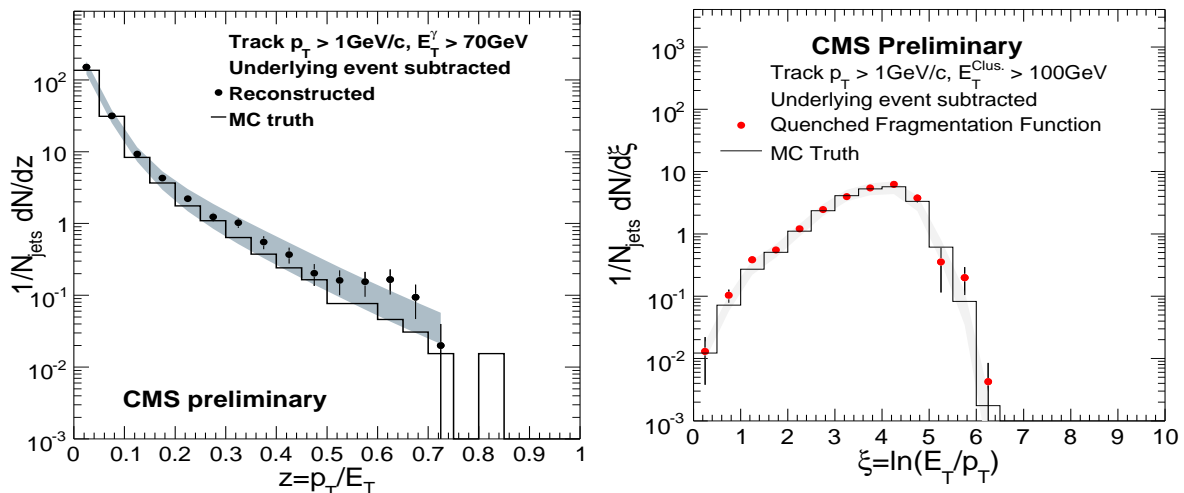 Track p_T > 1GeV/c, E_T^γ > 70GeV
Underlying event subtracted
Reconstructed
MC truth
CMS preliminary
1/N_jets dN/dz
10^2
10
1
10^-1
10^-2
10^-3
0 0.1 0.2 0.3 0.4 0.5 0.6 0.7 0.8 0.9 1
z=p_T/E_T
CMS Preliminary
Track p_T > 1GeV/c, E_T^Clus. > 100GeV
Underlying event subtracted
Quenched Fragmentation Function
MC Truth
1/N_jets dN/dξ
10^3
10^2
10
1
10^-1
10^-2
10^-3
0 1 2 3 4 5 6 7 8 9 10
ξ=ln(E_T/p_T)